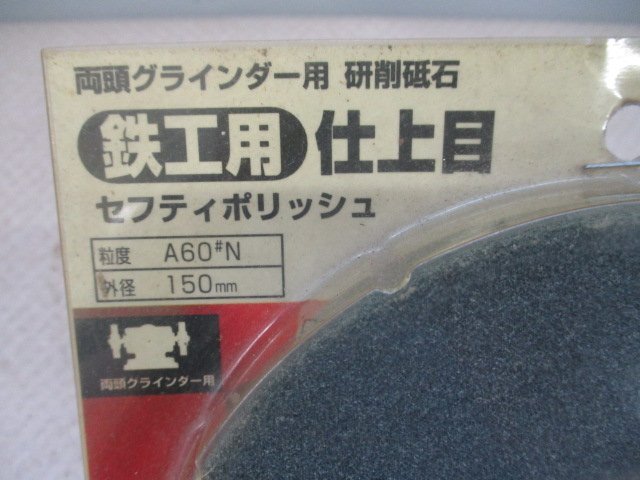 両頭グラインダー用 研削砥石
鉄工用 仕上目
セフティポリッシュ
粒度 A60#N
外径 150mm
両頭グラインダー用